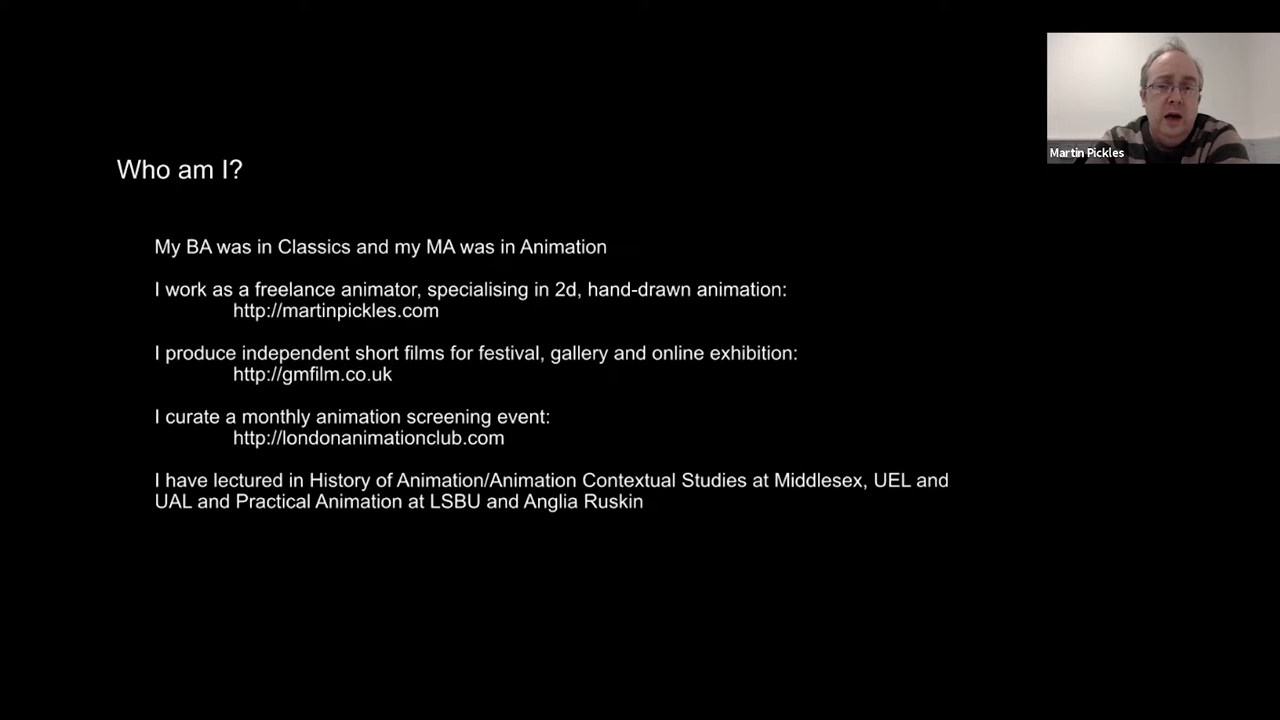 Who am I?
My BA was in Classics and my MA was in Animation
I work as a freelance animator, specialising in 2d, hand-drawn animation:
http://martinpickles.com
I produce independent short films for festival, gallery and online exhibition:
http://gmfilm.co.uk
I curate a monthly animation screening event:
http://londonanimationclub.com
I have lectured in History of Animation/Animation Contextual Studies at Middlesex, UEL and
UAL and Practical Animation at LSBU and Anglia Ruskin
Martin Pickles